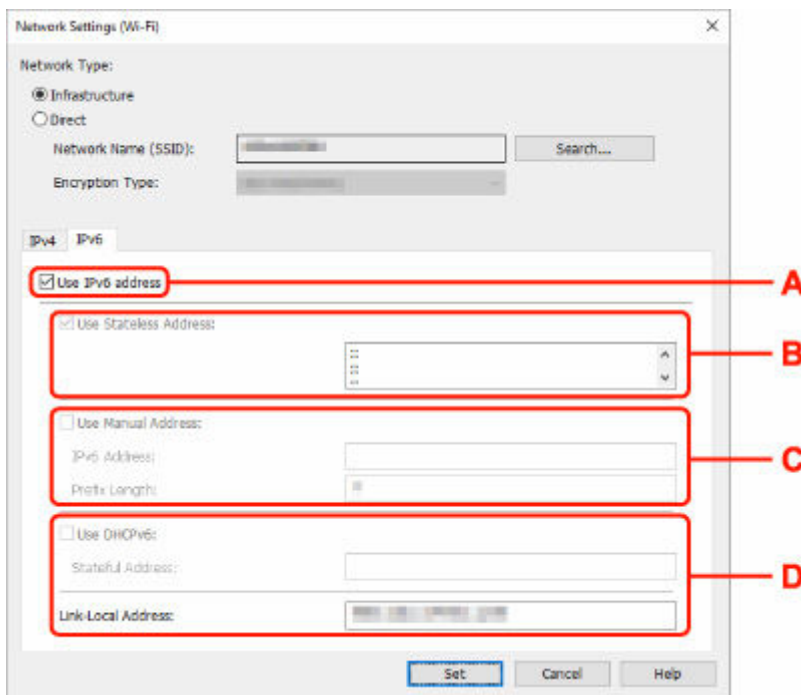 Network Settings (Wi-Fi)
Network Type:
Infrastructure
Direct
Network Name (SSID):
Search...
Encryption Type:
IPv4 IPv6
Use IPv6 address
A
Use Stateless Address:
::
::
::
B
Use Manual Address:
IPv6 Address:
C
Prefix Length:
Use DHCPv6:
Stateful Address:
D
Link-Local Address:
Set Cancel Help